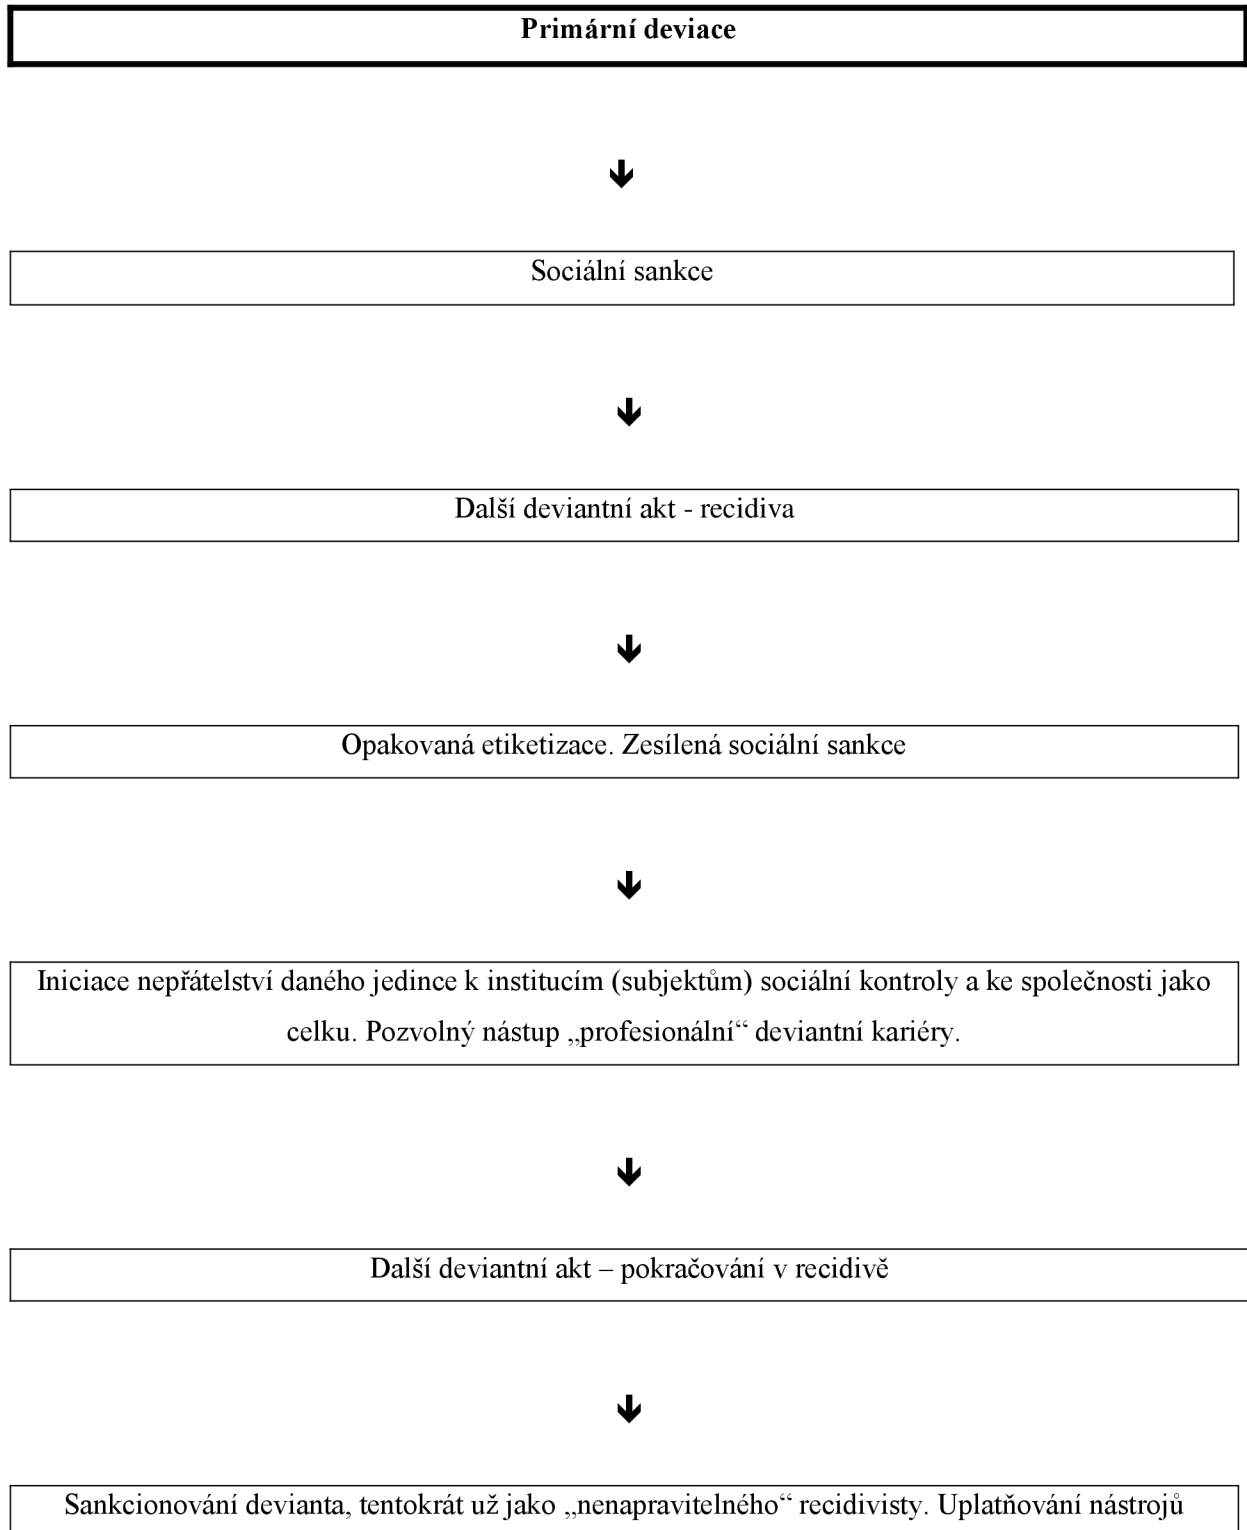 Primární deviace
Sociální sankce
Další deviantní akt - recidiva
Opakovaná etiketizace. Zesílená sociální sankce
Iniciace nepřátelství daného jedince k institucím (subjektům) sociální kontroly a ke společnosti jako
celku. Pozvolný nástup „profesionální“ deviantní kariéry.
Další deviantní akt – pokračování v recidivě
Sankcionování devianta, tentokrát už jako „nenapravitelného“ recidivisty. Uplatňování nástrojů